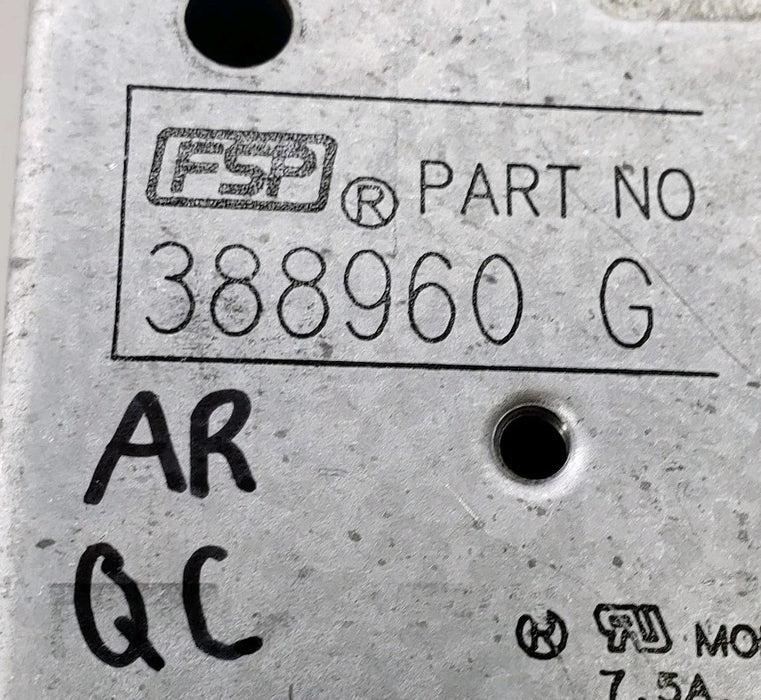 FSP ® PART NO
388960 G
AR
QC
MO
7.5A